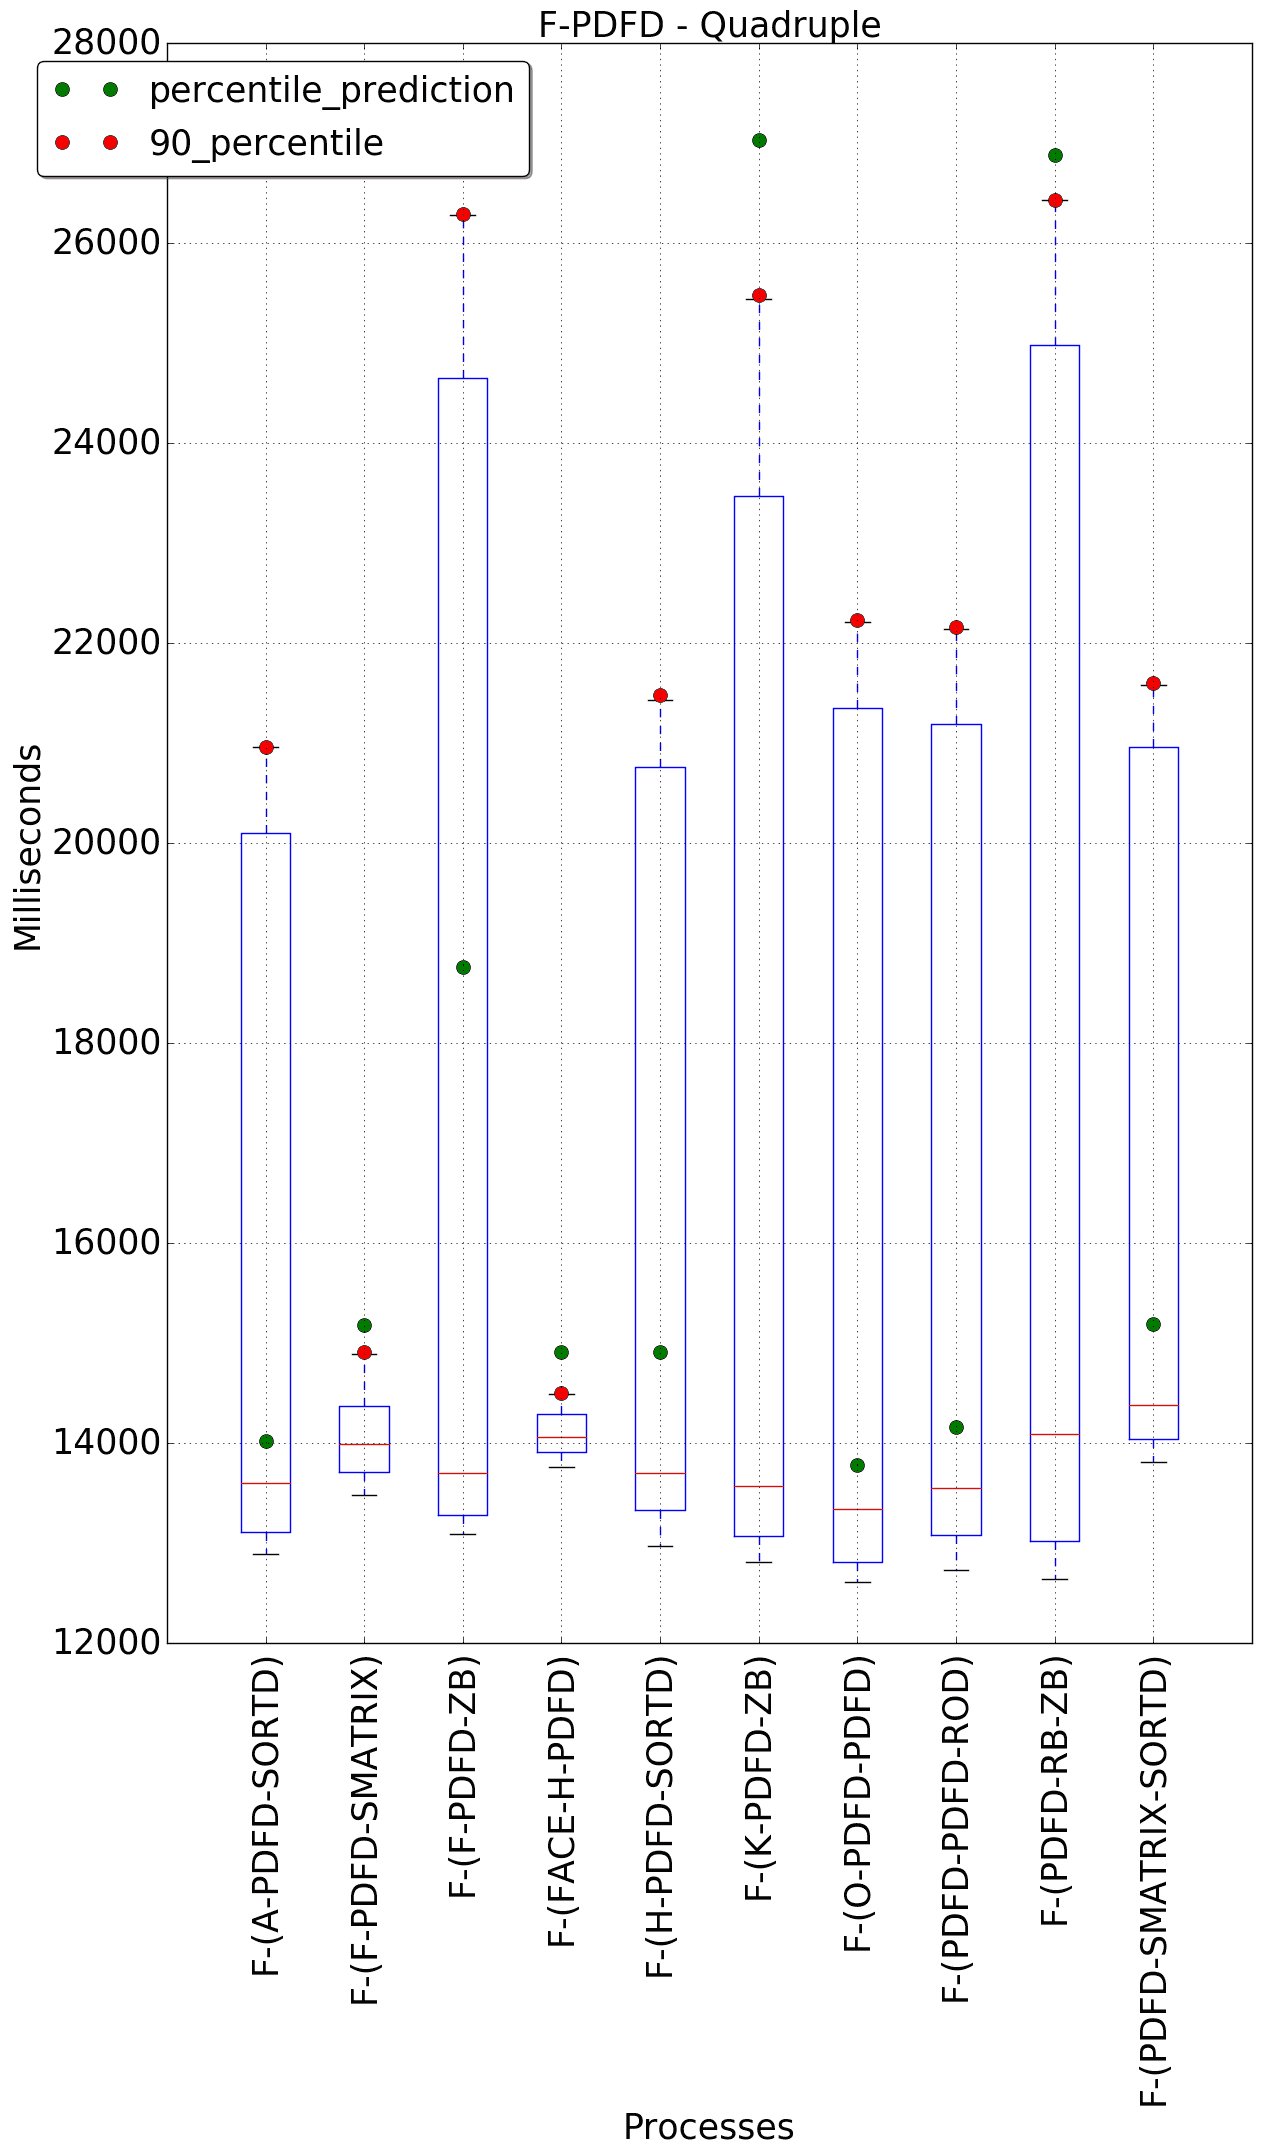 F-PDFD - Quadruple
percentile_prediction
90_percentile
Milliseconds
28000
26000
24000
22000
20000
18000
16000
14000
12000
F-(A-PDFD-SORTD)
F-(F-PDFD-SMATRIX)
F-(F-PDFD-ZB)
F-(FACE-H-PDFD)
F-(H-PDFD-SORTD)
F-(K-PDFD-ZB)
F-(O-PDFD-PDFD)
F-(PDFD-PDFD-ROD)
F-(PDFD-RB-ZB)
F-(PDFD-SMATRIX-SORTD)
Processes